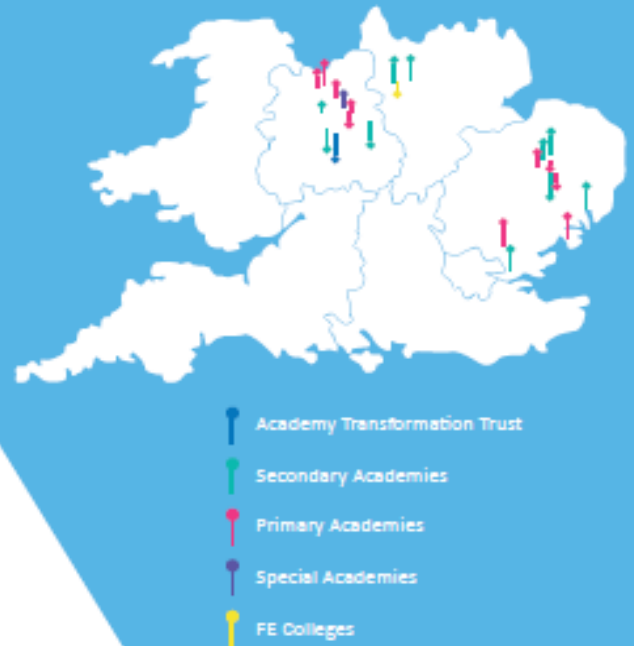 Academy Transformation Trust
Secondary Academies
Primary Academies
Special Academies
FE Colleges